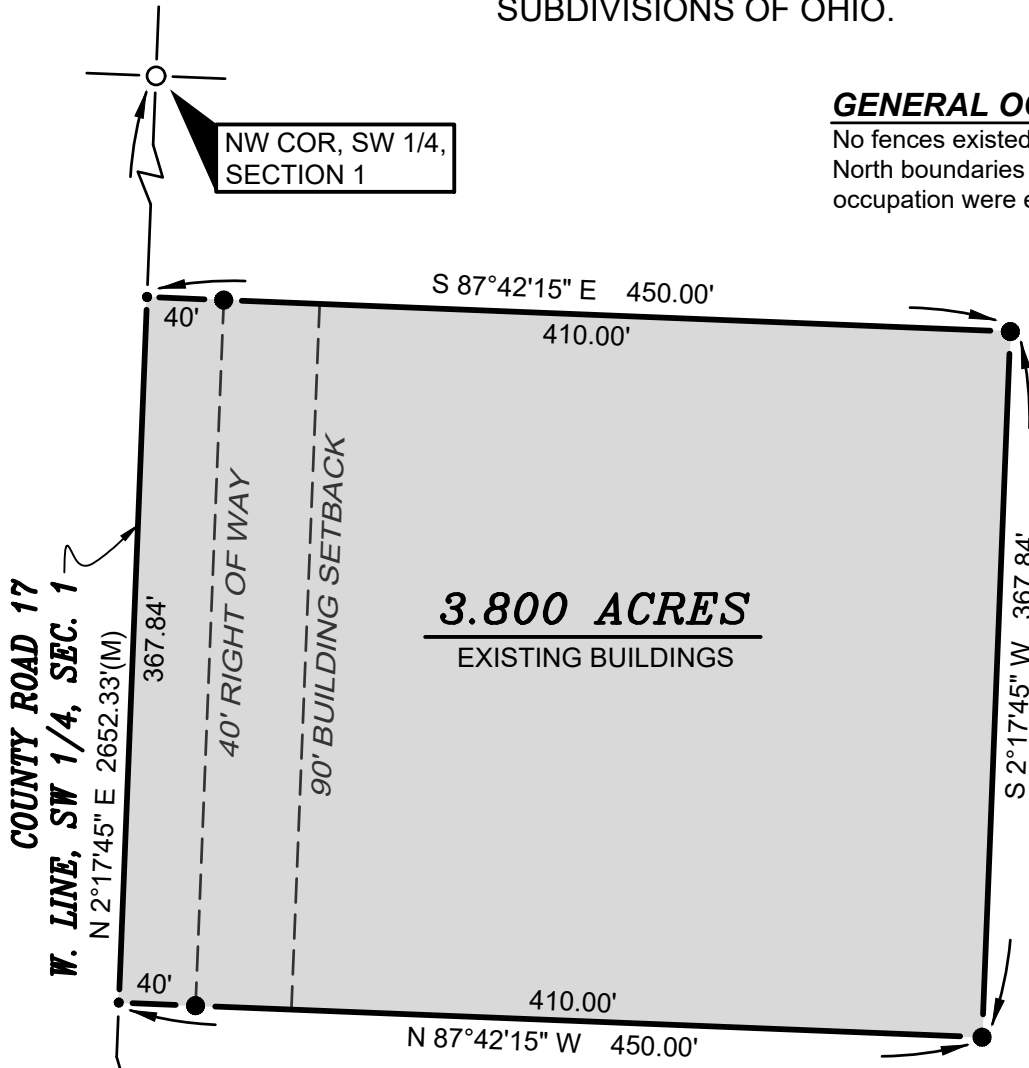 SUBDIVISIONS OF OHIO.
NW COR, SW 1/4,
SECTION 1
No fences existed
North boundaries
occupation were
GENERAL
S 87°42'15" E 450.00'
40'
410.00'
40' RIGHT OF WAY
90' BUILDING SETBACK
COUNTY ROAD 17
W. LINE, SW 1/4, SEC. 1
N 2°17'45" E 2652.33'(M)
367.84'
3.800 ACRES
EXISTING BUILDINGS
S 2°17'45" W 367.84'
40'
410.00'
N 87°42'15" W 450.00'